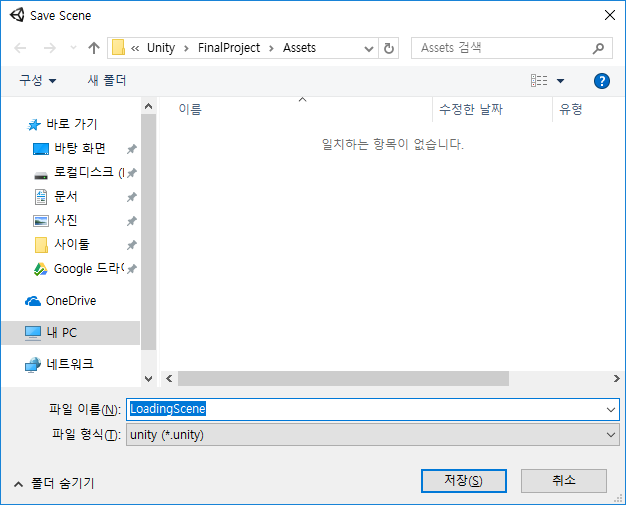 Save Scene
« Unity > FinalProject > Assets
Assets 검색
구성 새 폴더
이름 수정한 날짜 유형
일치하는 항목이 없습니다.
바로 가기
바탕 화면
로컬디스크 (
문서
사진
사이툴
Google 드라이
OneDrive
내 PC
네트워크
파일 이름(N): LoadingScene
파일 형식(T): unity (*.unity)
폴더 숨기기
저장(S) 취소